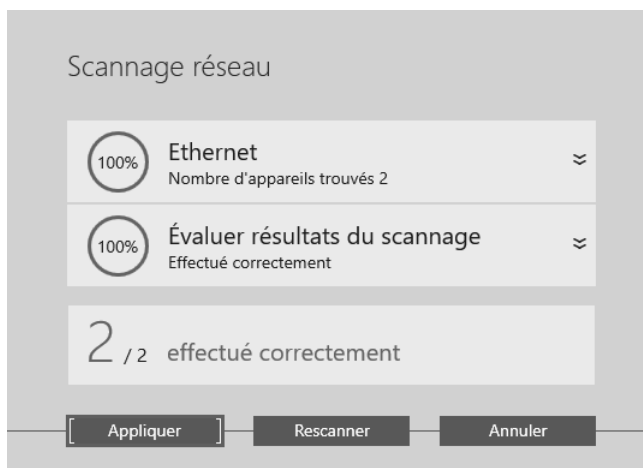 Scannage réseau
100%
Ethernet
Nombre d'appareils trouvés 2
100%
Évaluer résultats du scannage
Effectué correctement
2 / 2 effectué correctement
[ Appliquer ] Rescanner Annuler